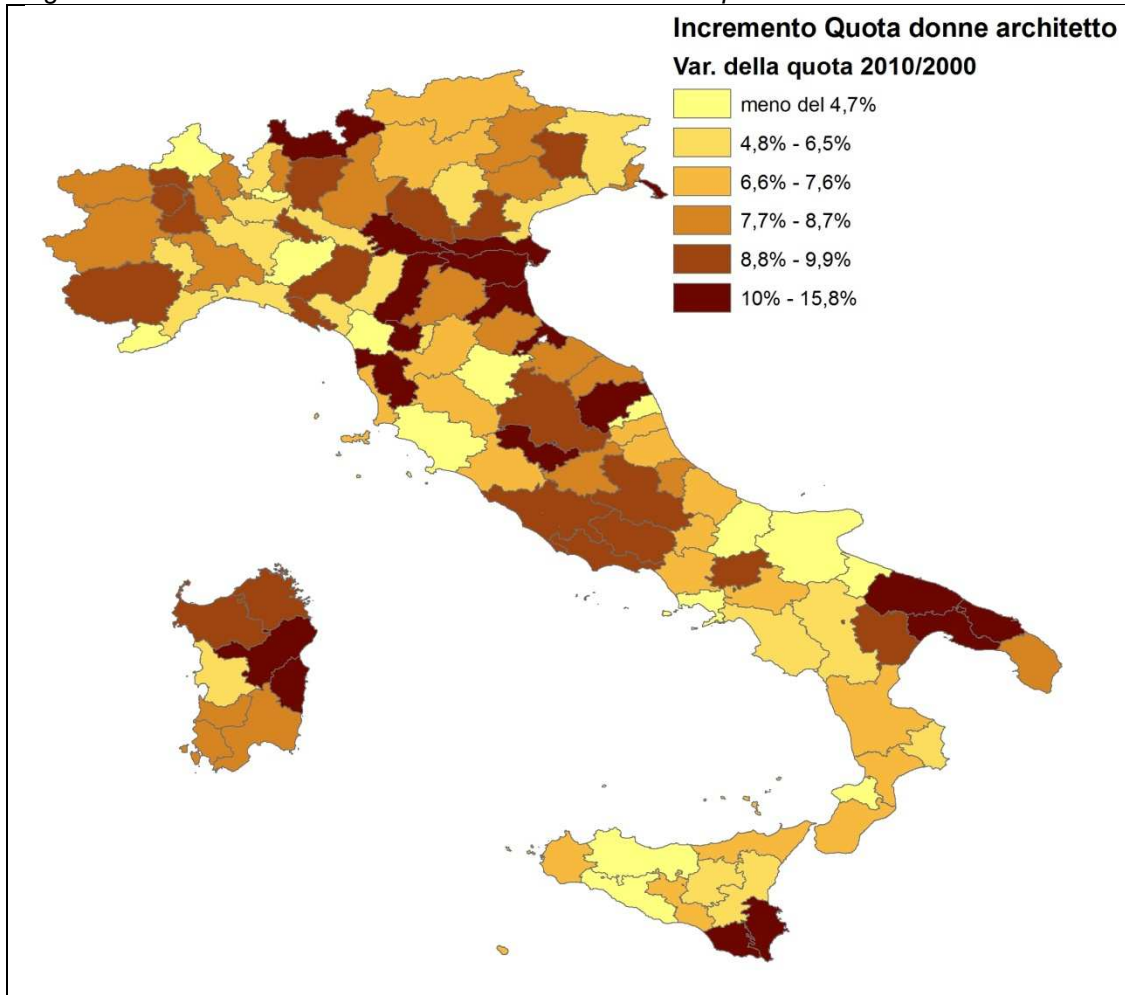 Incremento Quota donne architetto
Var. della quota 2010/2000
meno del 4,7%
4,8% - 6,5%
6,6% - 7,6%
7,7% - 8,7%
8,8% - 9,9%
10% - 15,8%